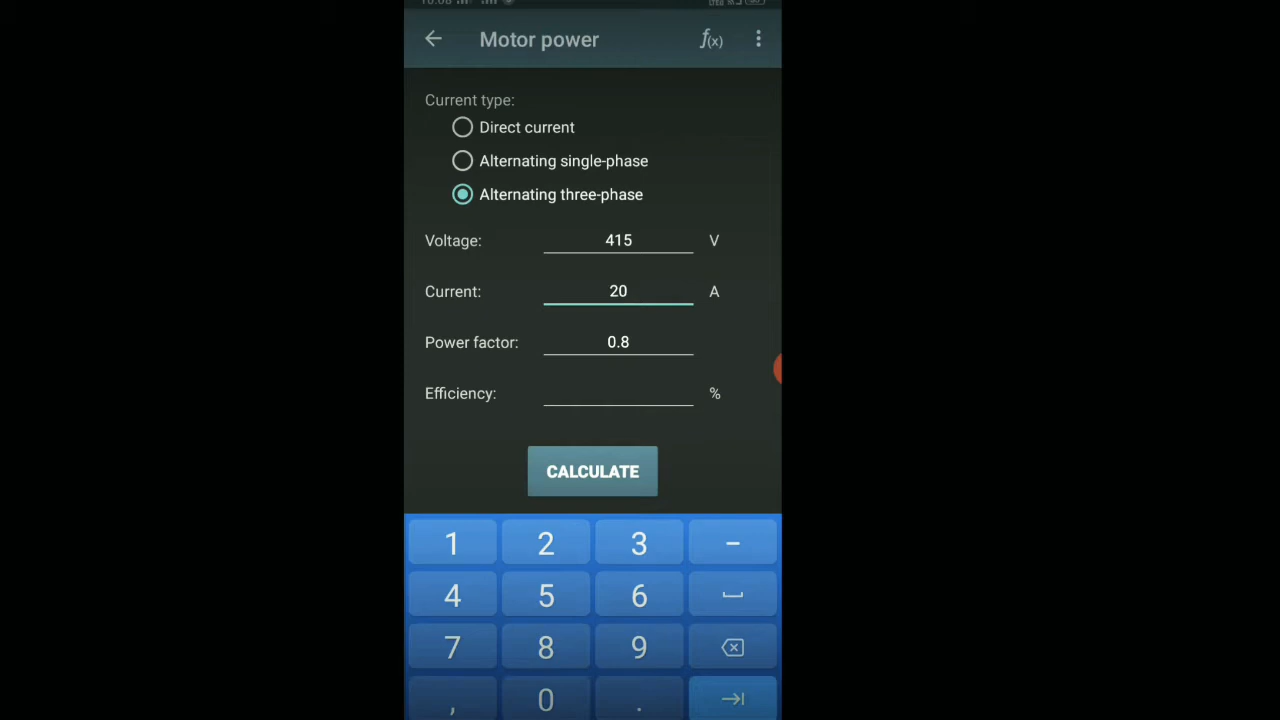 Motor power f(x)
Current type:
Direct current
Alternating single-phase
Alternating three-phase
Voltage: 415 V
Current: 20 A
Power factor: 0.8
Efficiency: %
CALCULATE
1 2 3 -
4 5 6
7 8 9
, 0 .